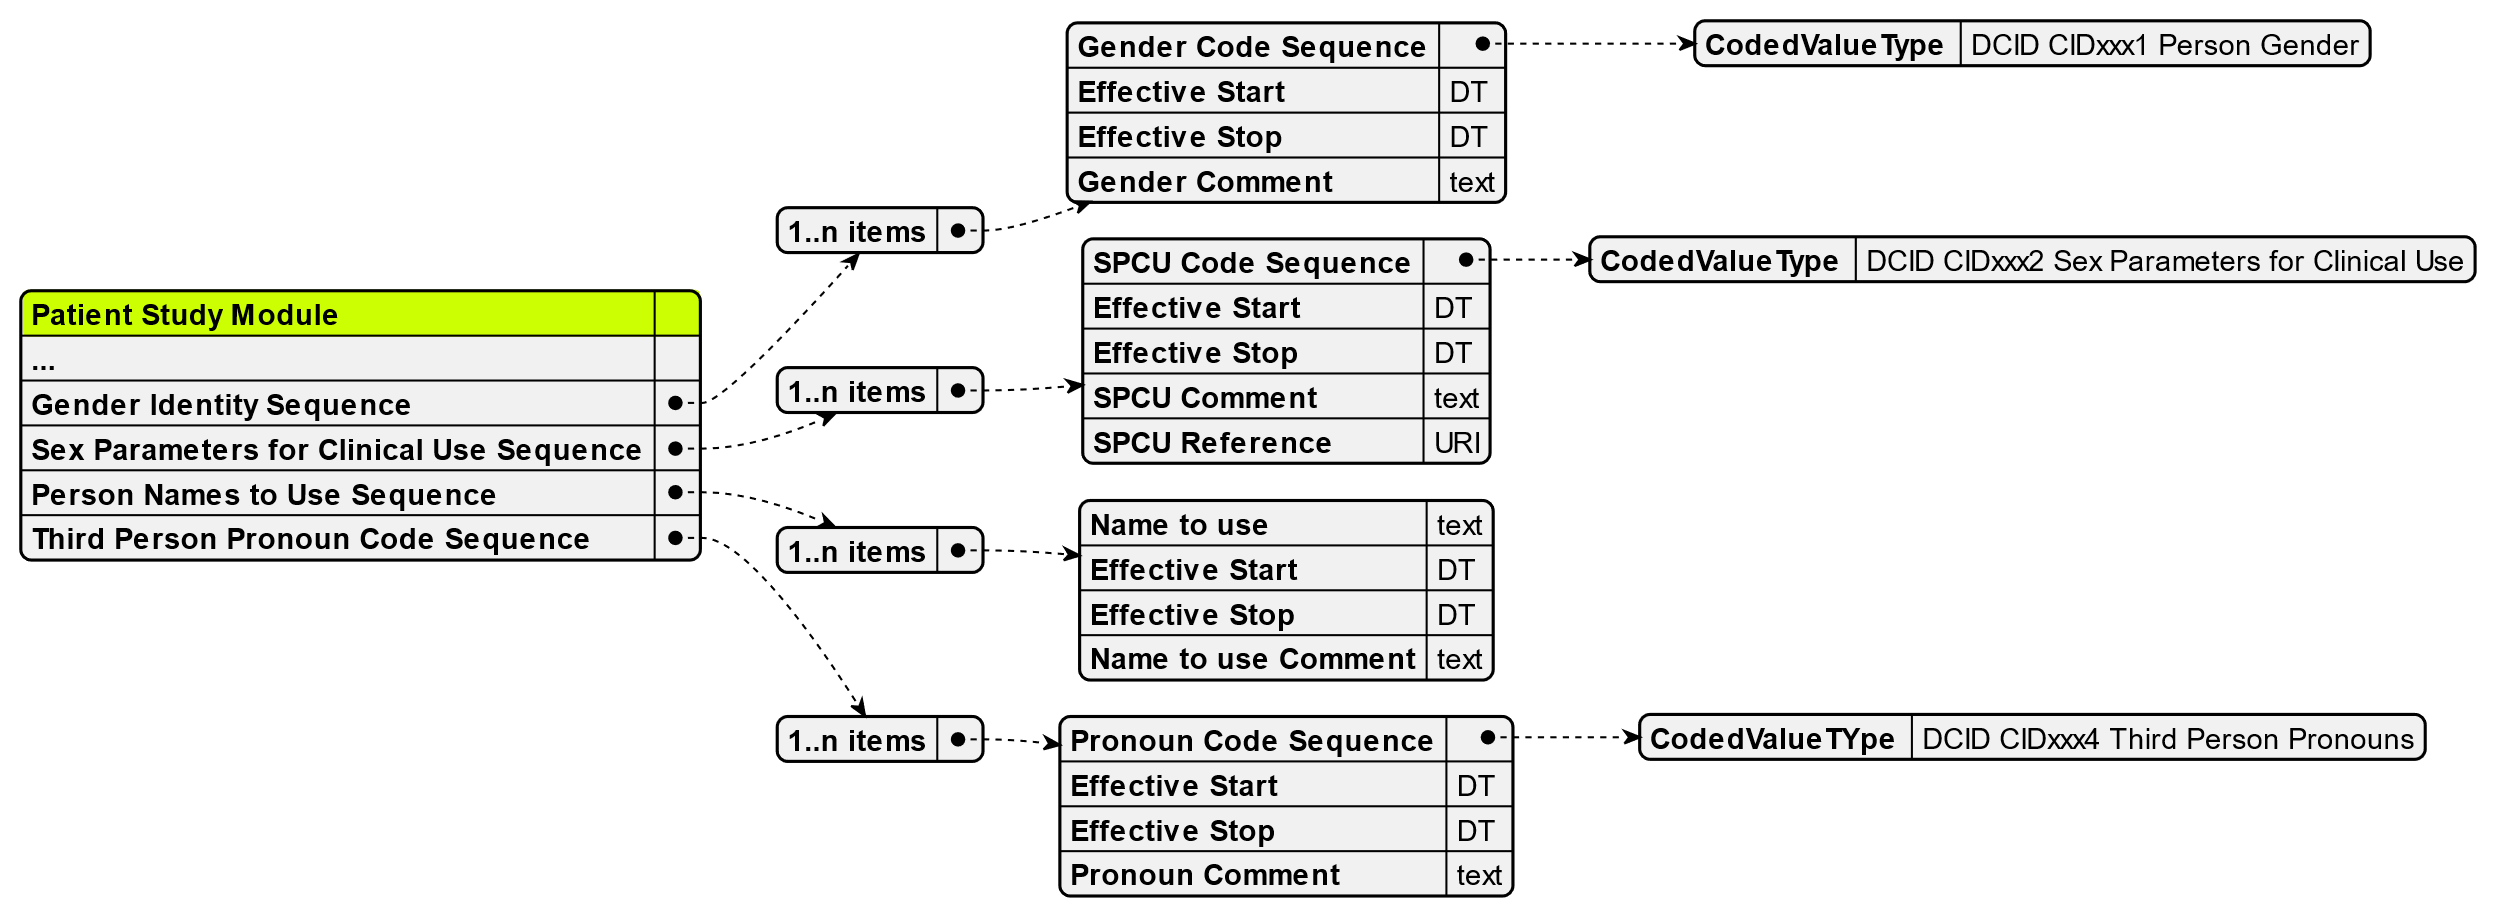 Patient Study Module
...
Gender Identity Sequence
Sex Parameters for Clinical Use Sequence
Person Names to Use Sequence
Third Person Pronoun Code Sequence
1..n items
Gender Code Sequence
Effective Start DT
Effective Stop DT
Gender Comment text
CodedValueType DCID CIDxxx1 Person Gender
1..n items
SPCU Code Sequence
Effective Start DT
Effective Stop DT
SPCU Comment text
SPCU Reference URI
CodedValueType DCID CIDxxx2 Sex Parameters for Clinical Use
1..n items
Name to use text
Effective Start DT
Effective Stop DT
Name to use Comment text
1..n items
Pronoun Code Sequence
Effective Start DT
Effective Stop DT
Pronoun Comment text
CodedValueTYpe DCID CIDxxx4 Third Person Pronouns